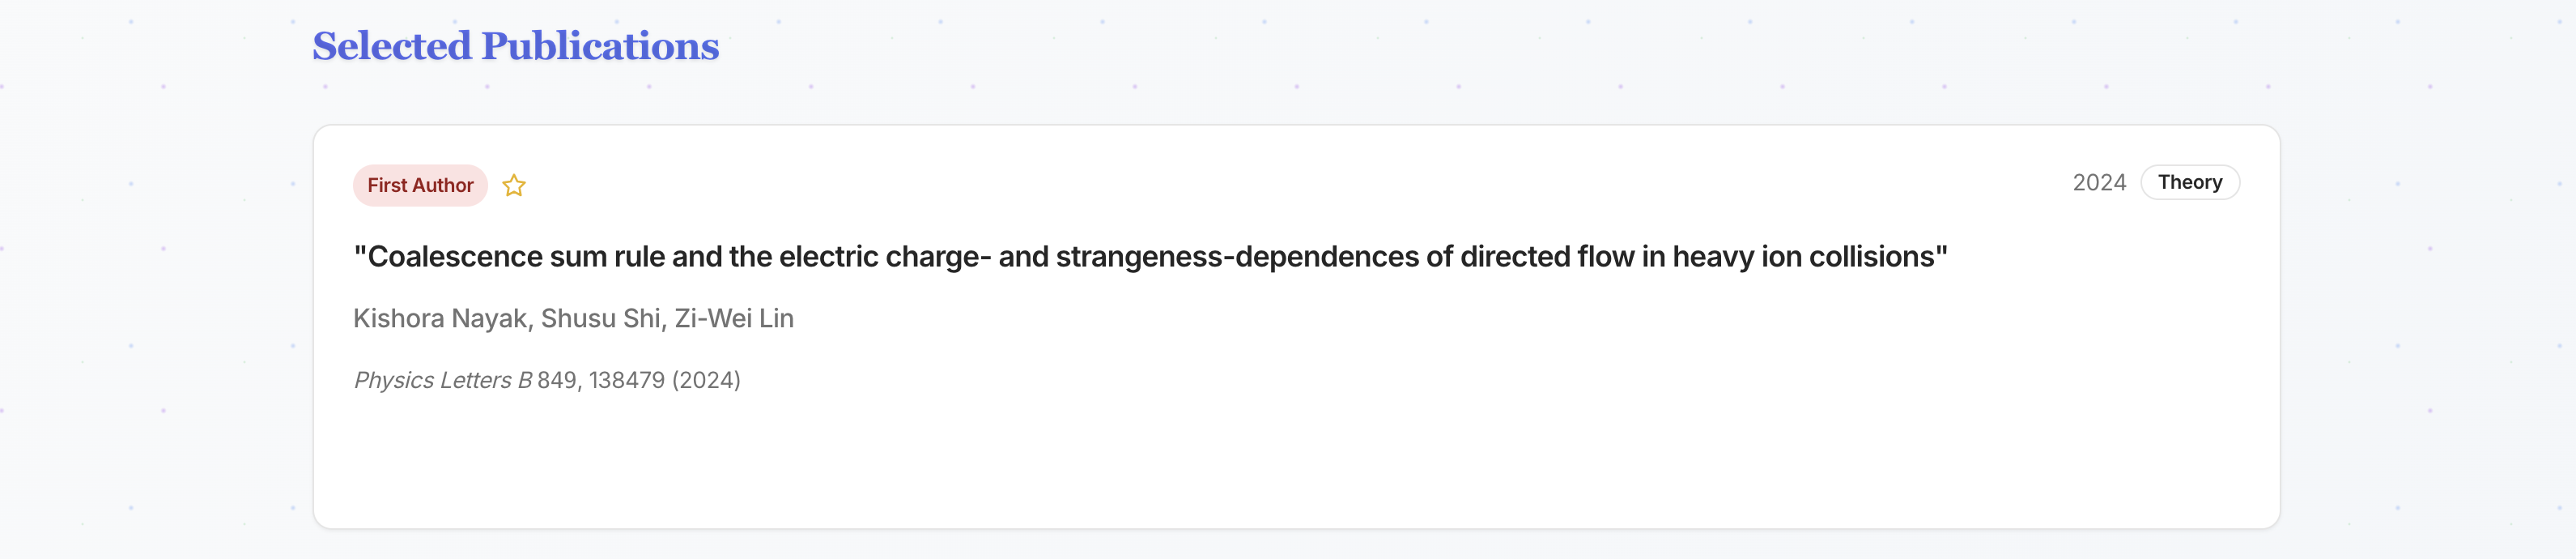 Selected Publications
First Author
2024 Theory
"Coalescence sum rule and the electric charge- and strangeness-dependences of directed flow in heavy ion collisions"
Kishora Nayak, Shusu Shi, Zi-Wei Lin
Physics Letters B 849, 138479 (2024)